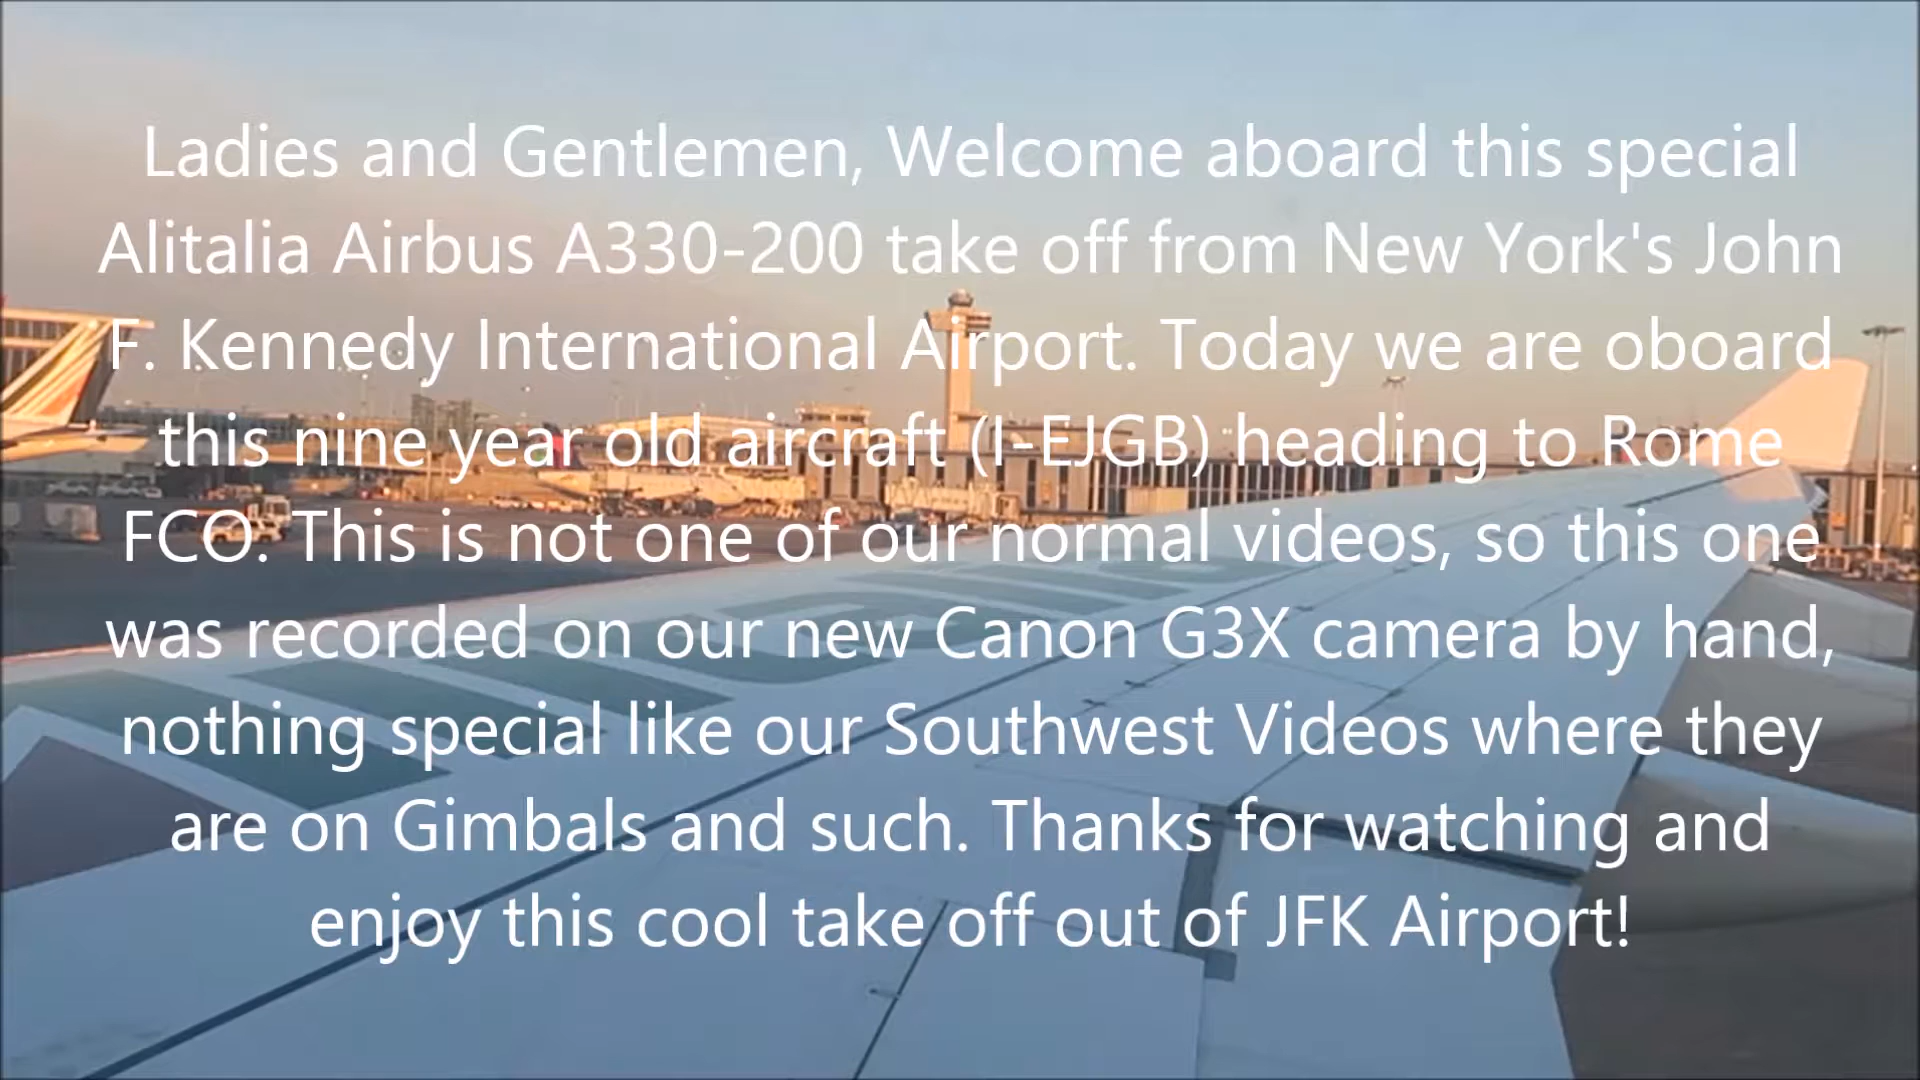 Ladies and Gentlemen, Welcome aboard this special
Alitalia Airbus A330-200 take off from New York's John
F. Kennedy International Airport. Today we are oboard
this nine year old aircraft (I-EJGB) heading to Rome
FCO. This is not one of our normal videos, so this one
was recorded on our new Canon G3X camera by hand,
nothing special like our Southwest Videos where they
are on Gimbals and such. Thanks for watching and
enjoy this cool take off out of JFK Airport!
Alitalia